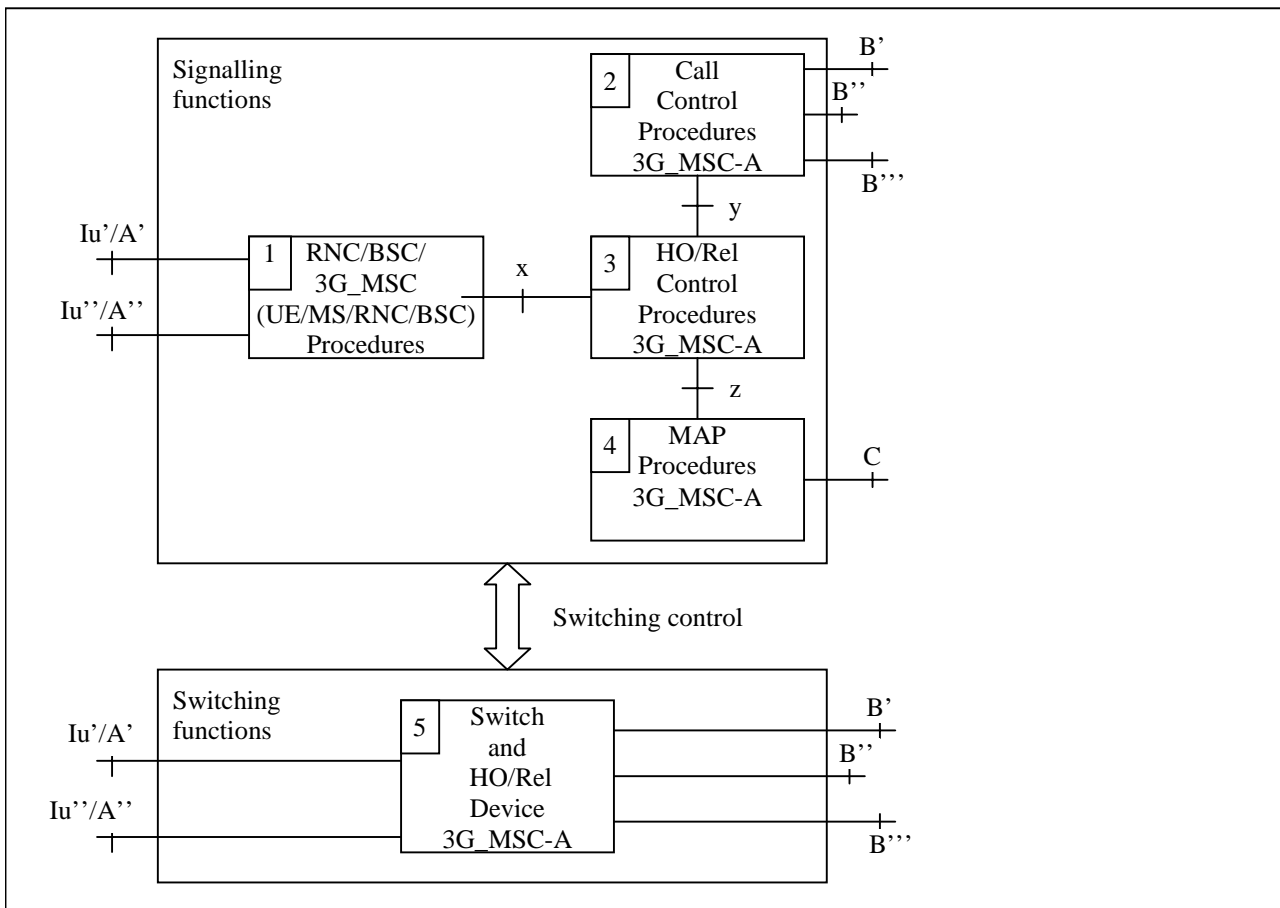 Signalling
functions
2
Call
Control
Procedures
3G_MSC-A
B'
B''
B’’’
y
Iu’/A'
Iu’’/A’’
1
RNC/BSC/
3G_MSC
(UE/MS/RNC/BSC)
Procedures
x
3
HO/Rel
Control
Procedures
3G_MSC-A
z
4
MAP
Procedures
3G_MSC-A
C
Switching control
Switching
functions
Iu’/A'
Iu’’/A’’
5
Switch
and
HO/Rel
Device
3G_MSC-A
B'
B’’
B’’’